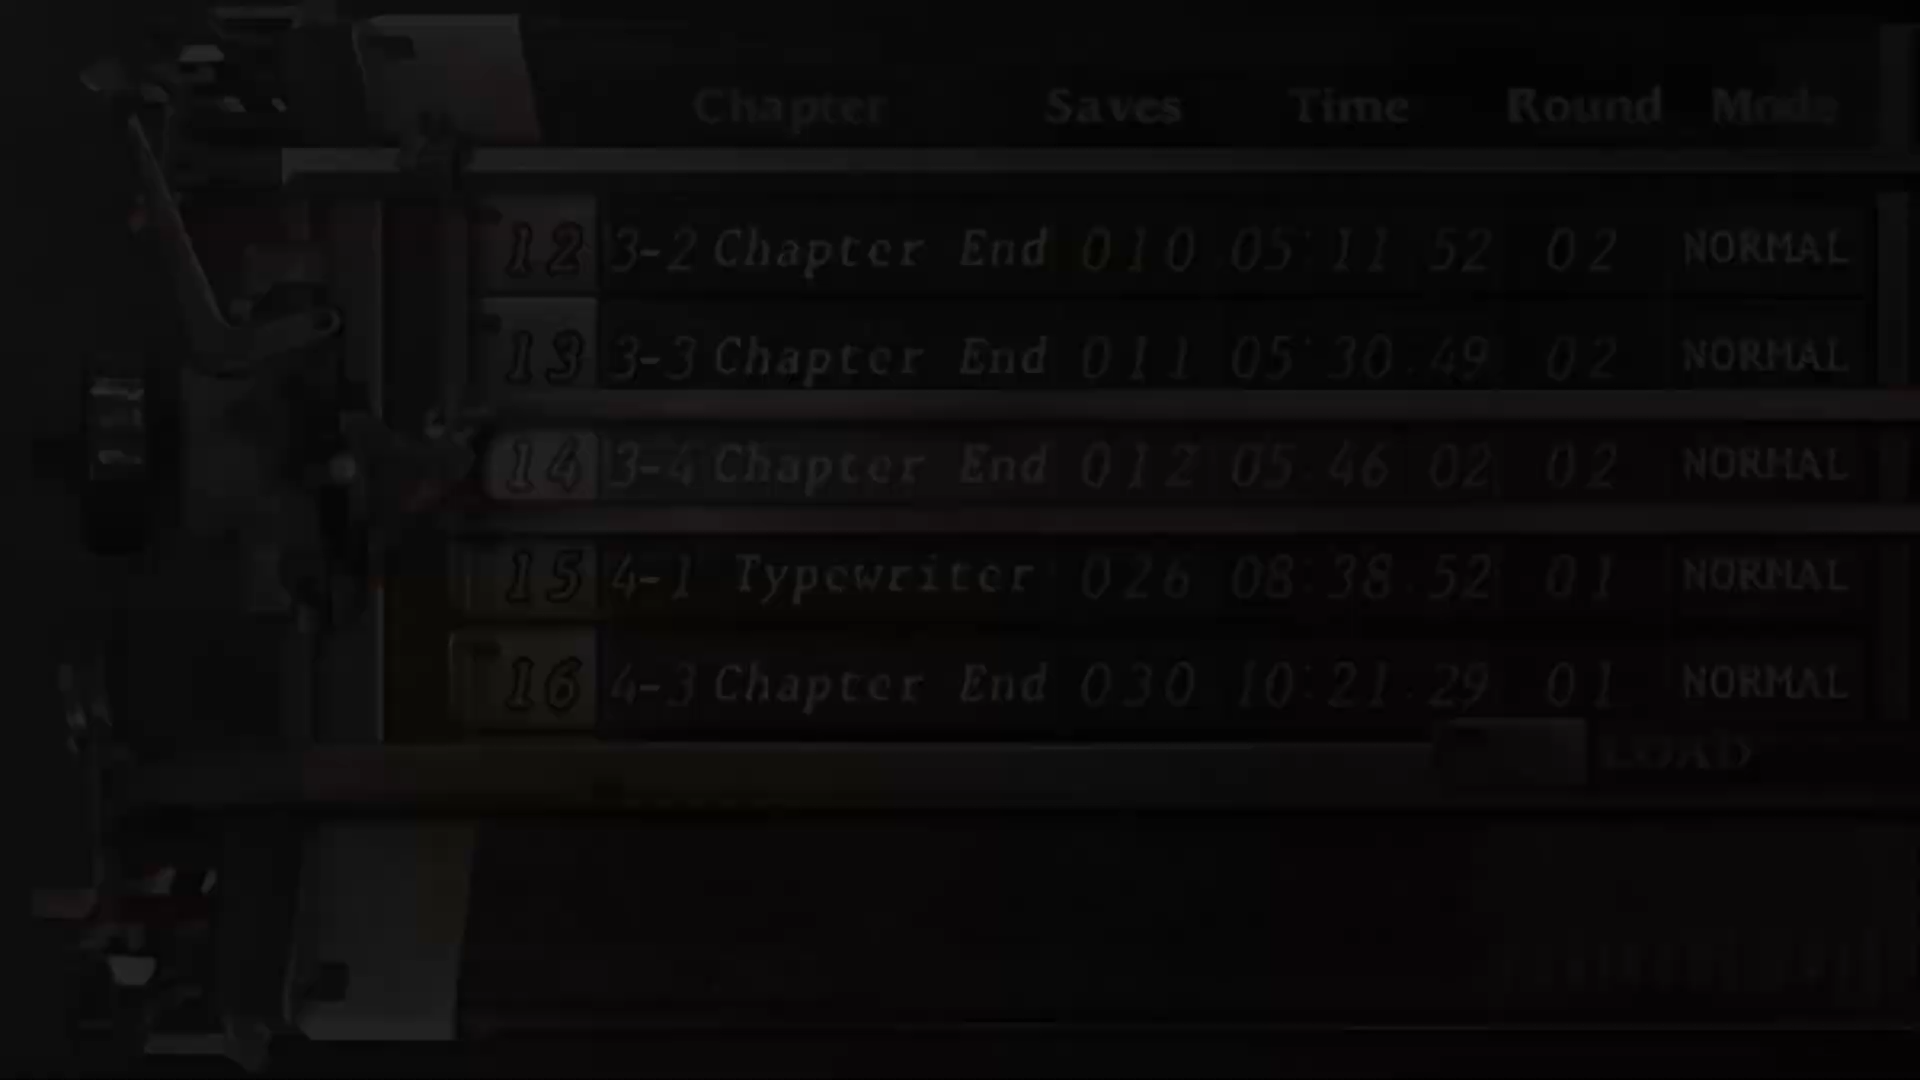 Chapter Saves Time Round Mode
12 3-2 Chapter End 010 05:11:52 02 NORMAL
13 3-3 Chapter End 011 05:30:49 02 NORMAL
14 3-4 Chapter End 012 05:46:02 02 NORMAL
15 4-1 Typewriter 026 08:38:52 01 NORMAL
16 4-3 Chapter End 030 10:21:29 01 NORMAL
LOAD